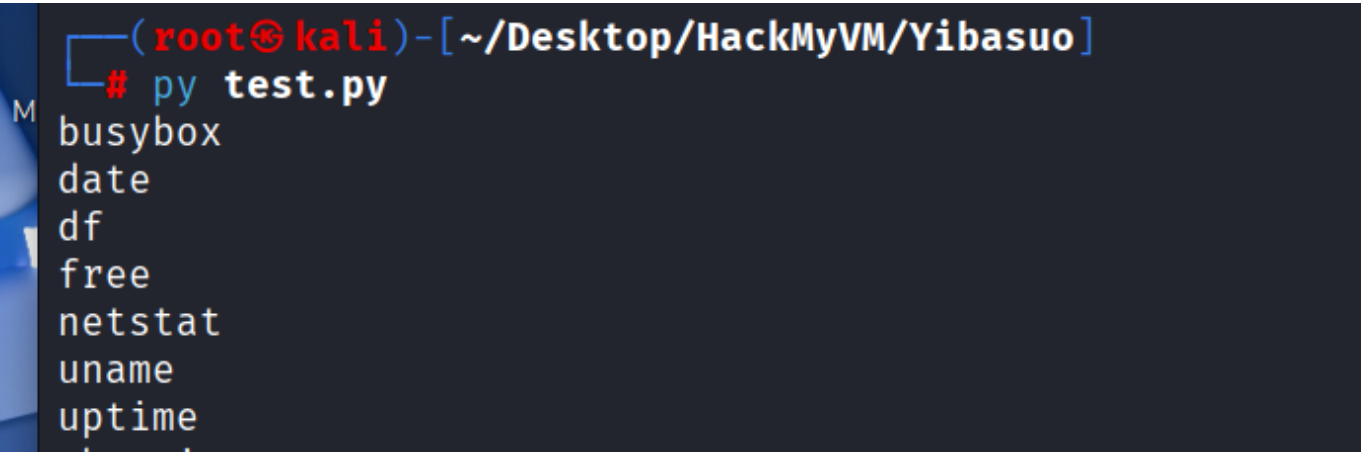 ┌──(root㉿kali)-[~/Desktop/HackMyVM/Yibasuo]
└─# py test.py
M
busybox
date
df
free
netstat
uname
uptime